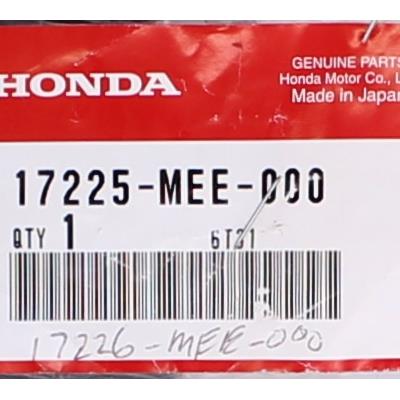 HONDA
GENUINE PARTS
Honda Motor Co., L
Made in Japan
17225-MEE-000
QTY 1 6T31
17226-MEE-000